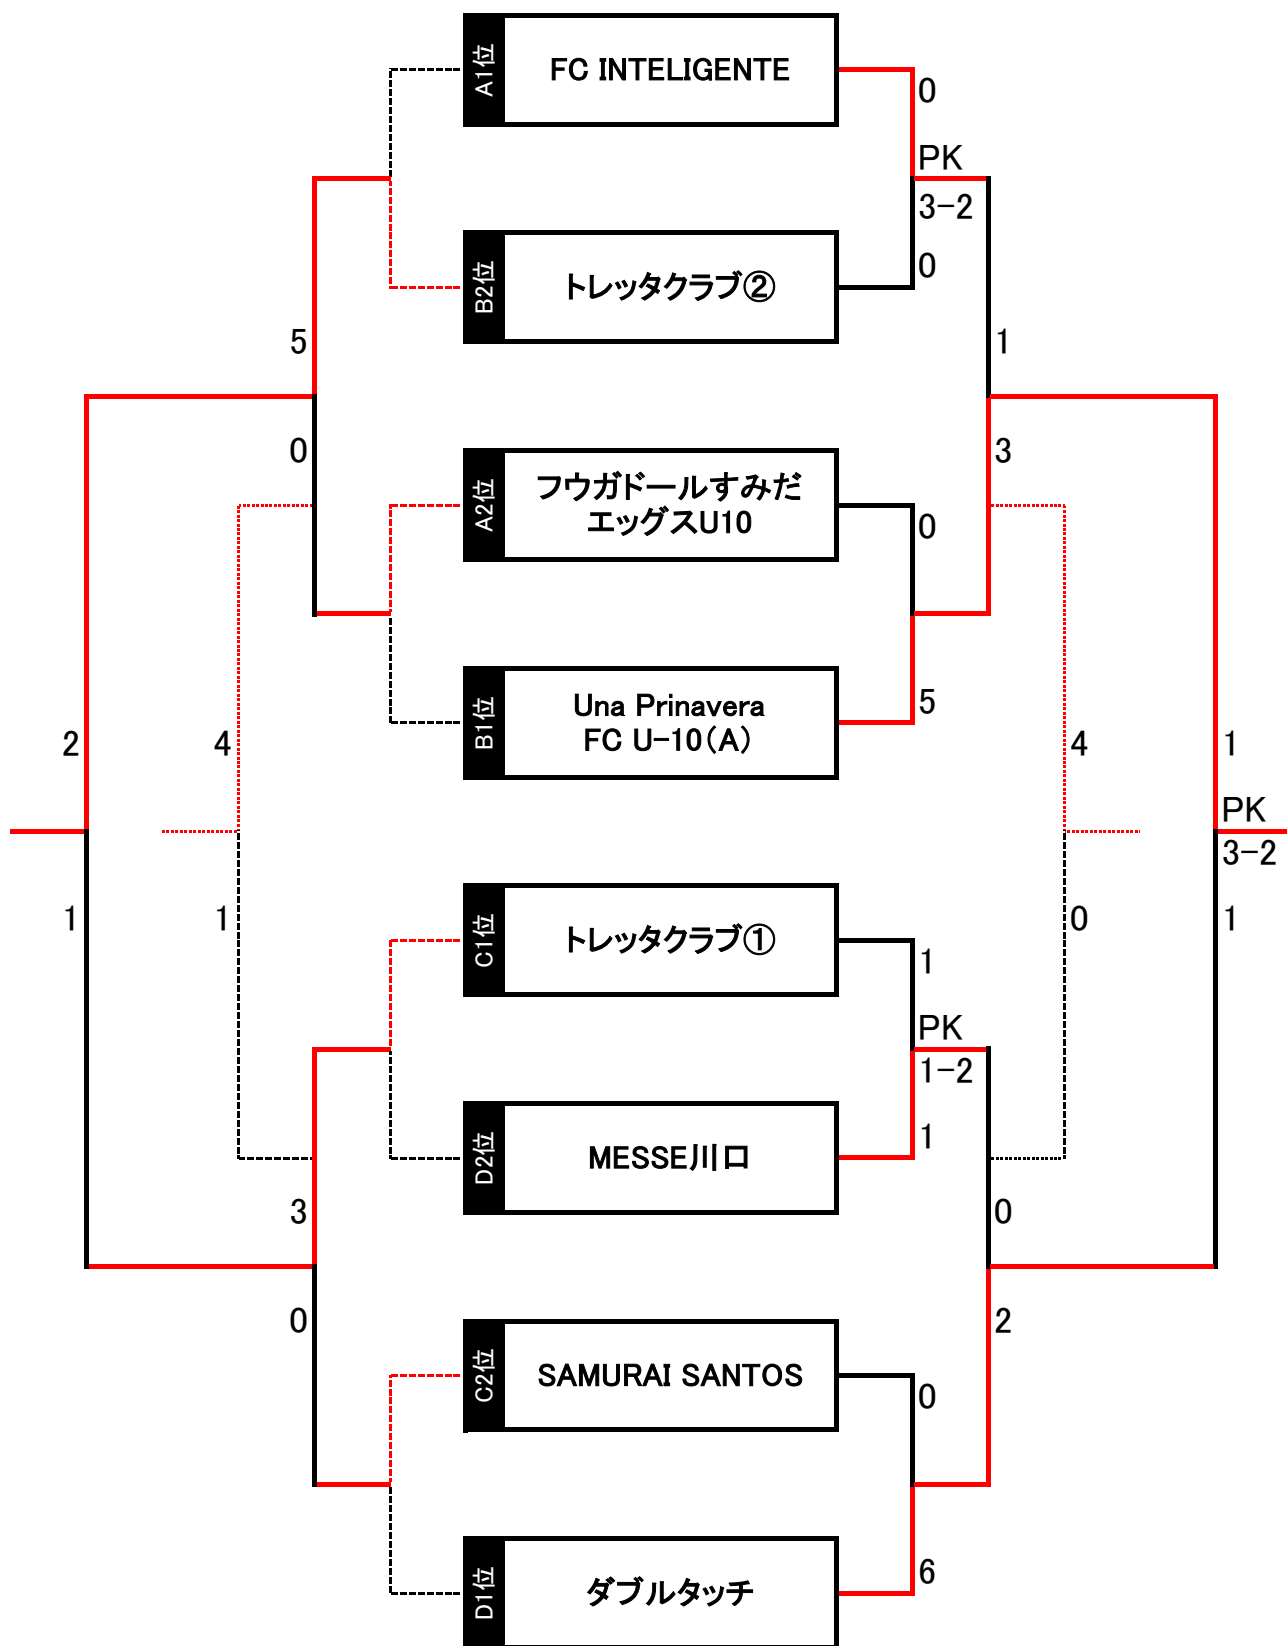 A1位
FC INTELIGENTE
0
PK
3-2
0
B2位
トレッタクラブ②
5
1
0
3
A2位
フウガドールすみだ
エッグスU10
0
B1位
Una Prinavera
FC U-10(A)
5
2
4
4
1
PK
3-2
1
1
0
1
C1位
トレッタクラブ①
1
PK
1-2
1
D2位
MESSE川口
3
0
0
2
C2位
SAMURAI SANTOS
0
D1位
ダブルタッチ
6